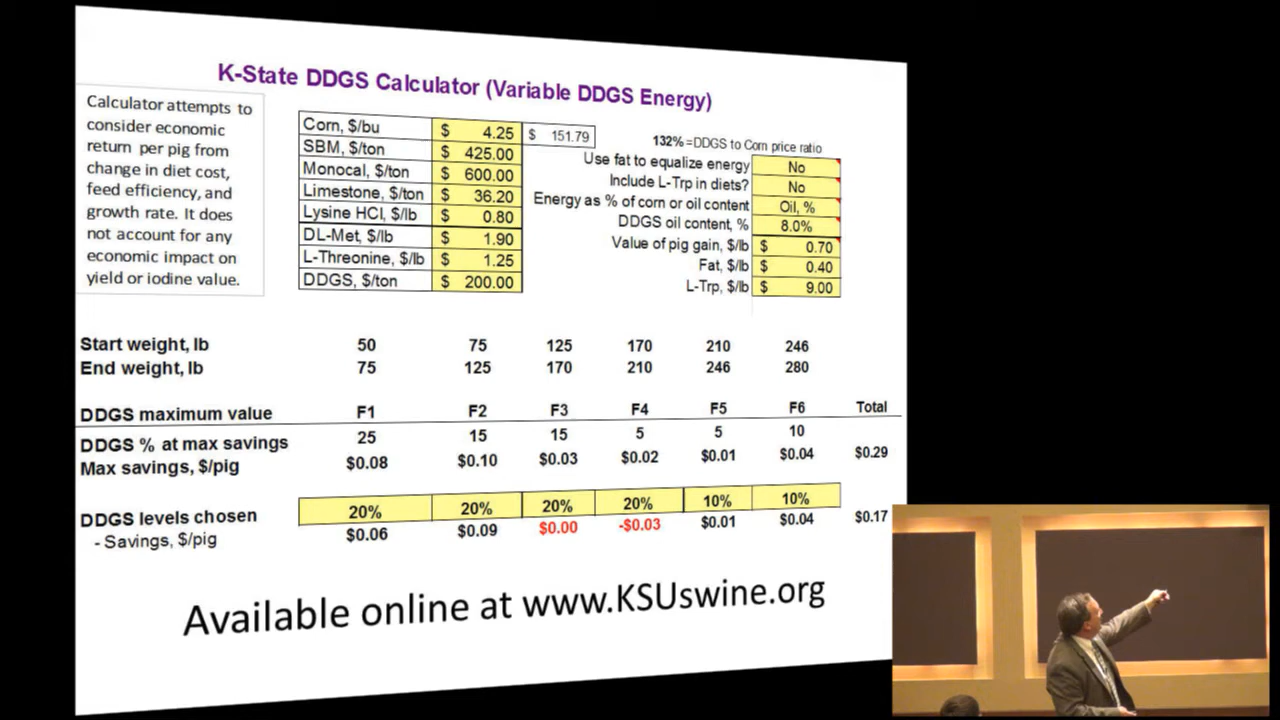 K-State DDGS Calculator (Variable DDGS Energy)
Calculator attempts to
consider economic
return per pig from
change in diet cost,
feed efficiency, and
growth rate. It does
not account for any
economic impact on
yield or iodine value.
Corn, $/bu $ 4.25 $ 151.79
SBM, $/ton $ 425.00
Monocal, $/ton $ 600.00
Limestone, $/ton $ 36.20
Lysine HCl, $/lb $ 0.80
DL-Met, $/lb $ 1.90
L-Threonine, $/lb $ 1.25
DDGS, $/ton $ 200.00
132% =DDGS to Corn price ratio
Use fat to equalize energy No
Include L-Trp in diets? No
Energy as % of corn or oil content Oil, %
DDGS oil content, % 8.0%
Value of pig gain, $/lb $ 0.70
Fat, $/lb $ 0.40
L-Trp, $/lb $ 9.00
Start weight, lb 50 75 125 170 210 246
End weight, lb 75 125 170 210 246 280
DDGS maximum value F1 F2 F3 F4 F5 F6 Total
DDGS % at max savings 25 15 15 5 5 10
Max savings, $/pig $0.08 $0.10 $0.03 $0.02 $0.01 $0.04 $0.29
DDGS levels chosen 20% 20% 20% 20% 10% 10%
- Savings, $/pig $0.06 $0.09 $0.00 -$0.03 $0.01 $0.04 $0.17
Available online at www.KSUswine.org